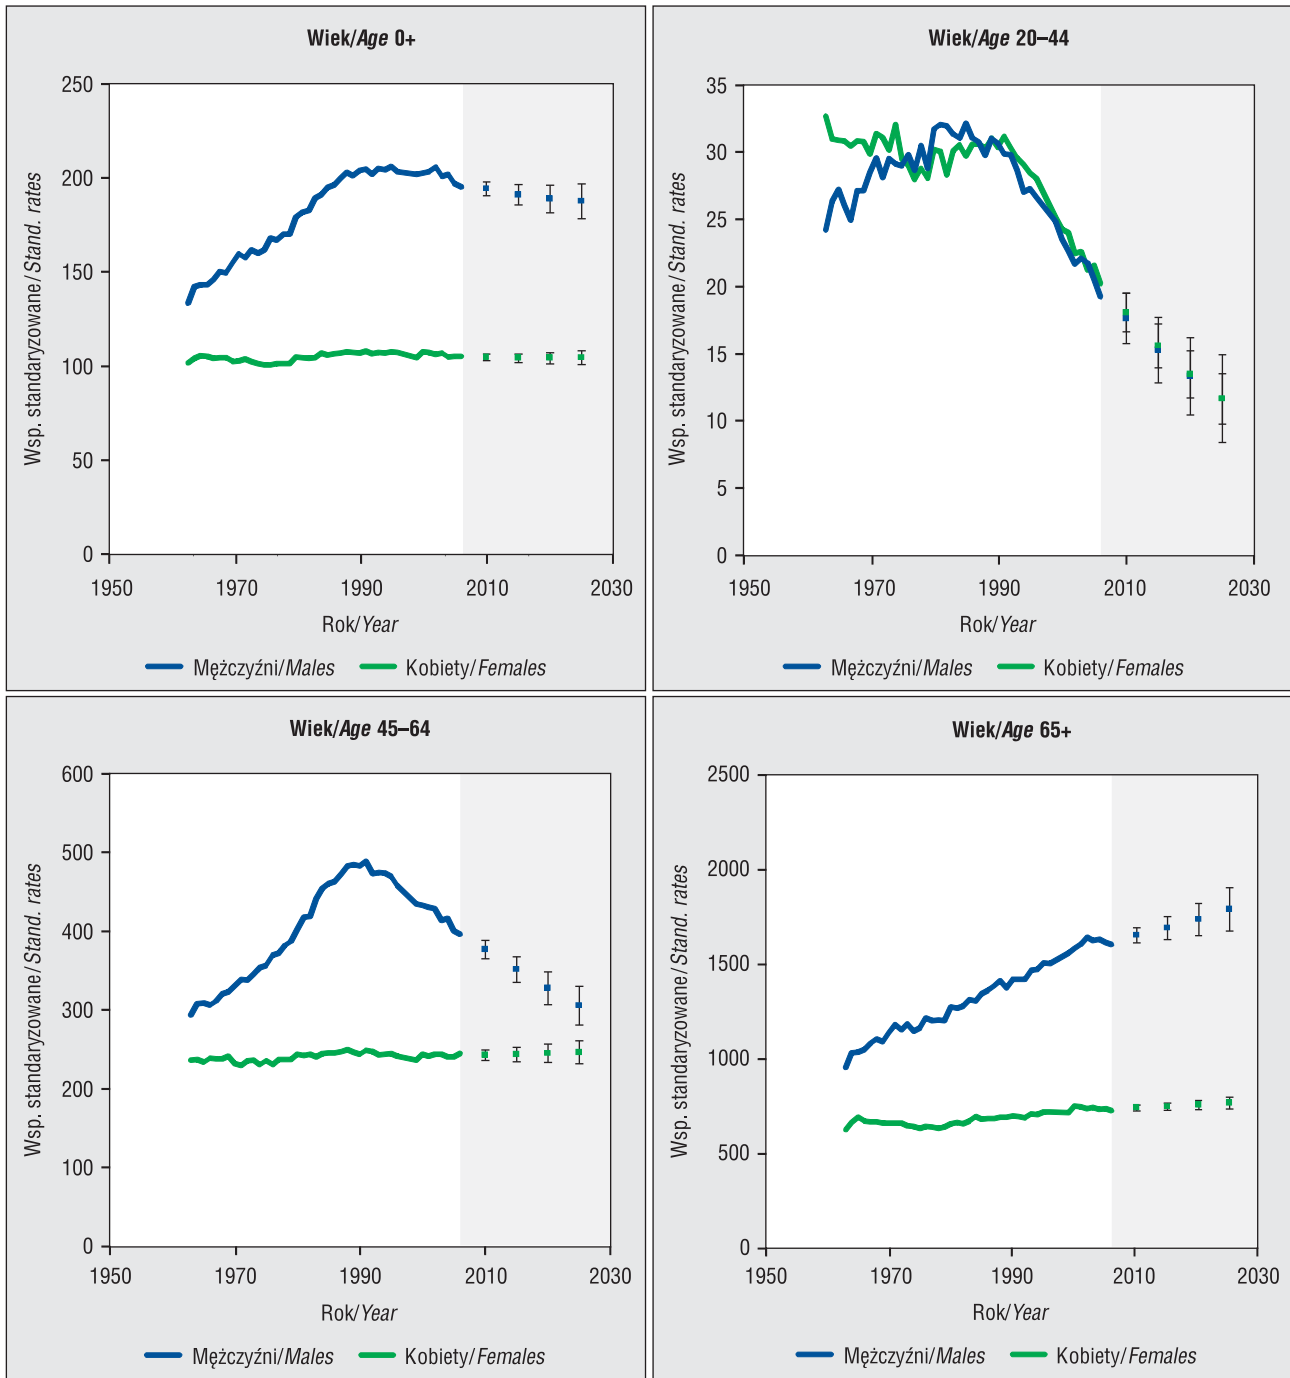 Wiek/Age 0+
Wsp. standaryzowane/Stand. rates
250
200
150
100
50
0
1950 1970 1990 2010 2030
Rok/Year
Mężczyźni/Males Kobiety/Females
Wiek/Age 20–44
Wsp. standaryzowane/Stand. rates
35
30
25
20
15
10
5
0
1950 1970 1990 2010 2030
Rok/Year
Mężczyźni/Males Kobiety/Females
Wiek/Age 45–64
Wsp. standaryzowane/Stand. rates
600
500
400
300
200
100
0
1950 1970 1990 2010 2030
Rok/Year
Mężczyźni/Males Kobiety/Females
Wiek/Age 65+
Wsp. standaryzowane/Stand. rates
2500
2000
1500
1000
500
0
1950 1970 1990 2010 2030
Rok/Year
Mężczyźni/Males Kobiety/Females